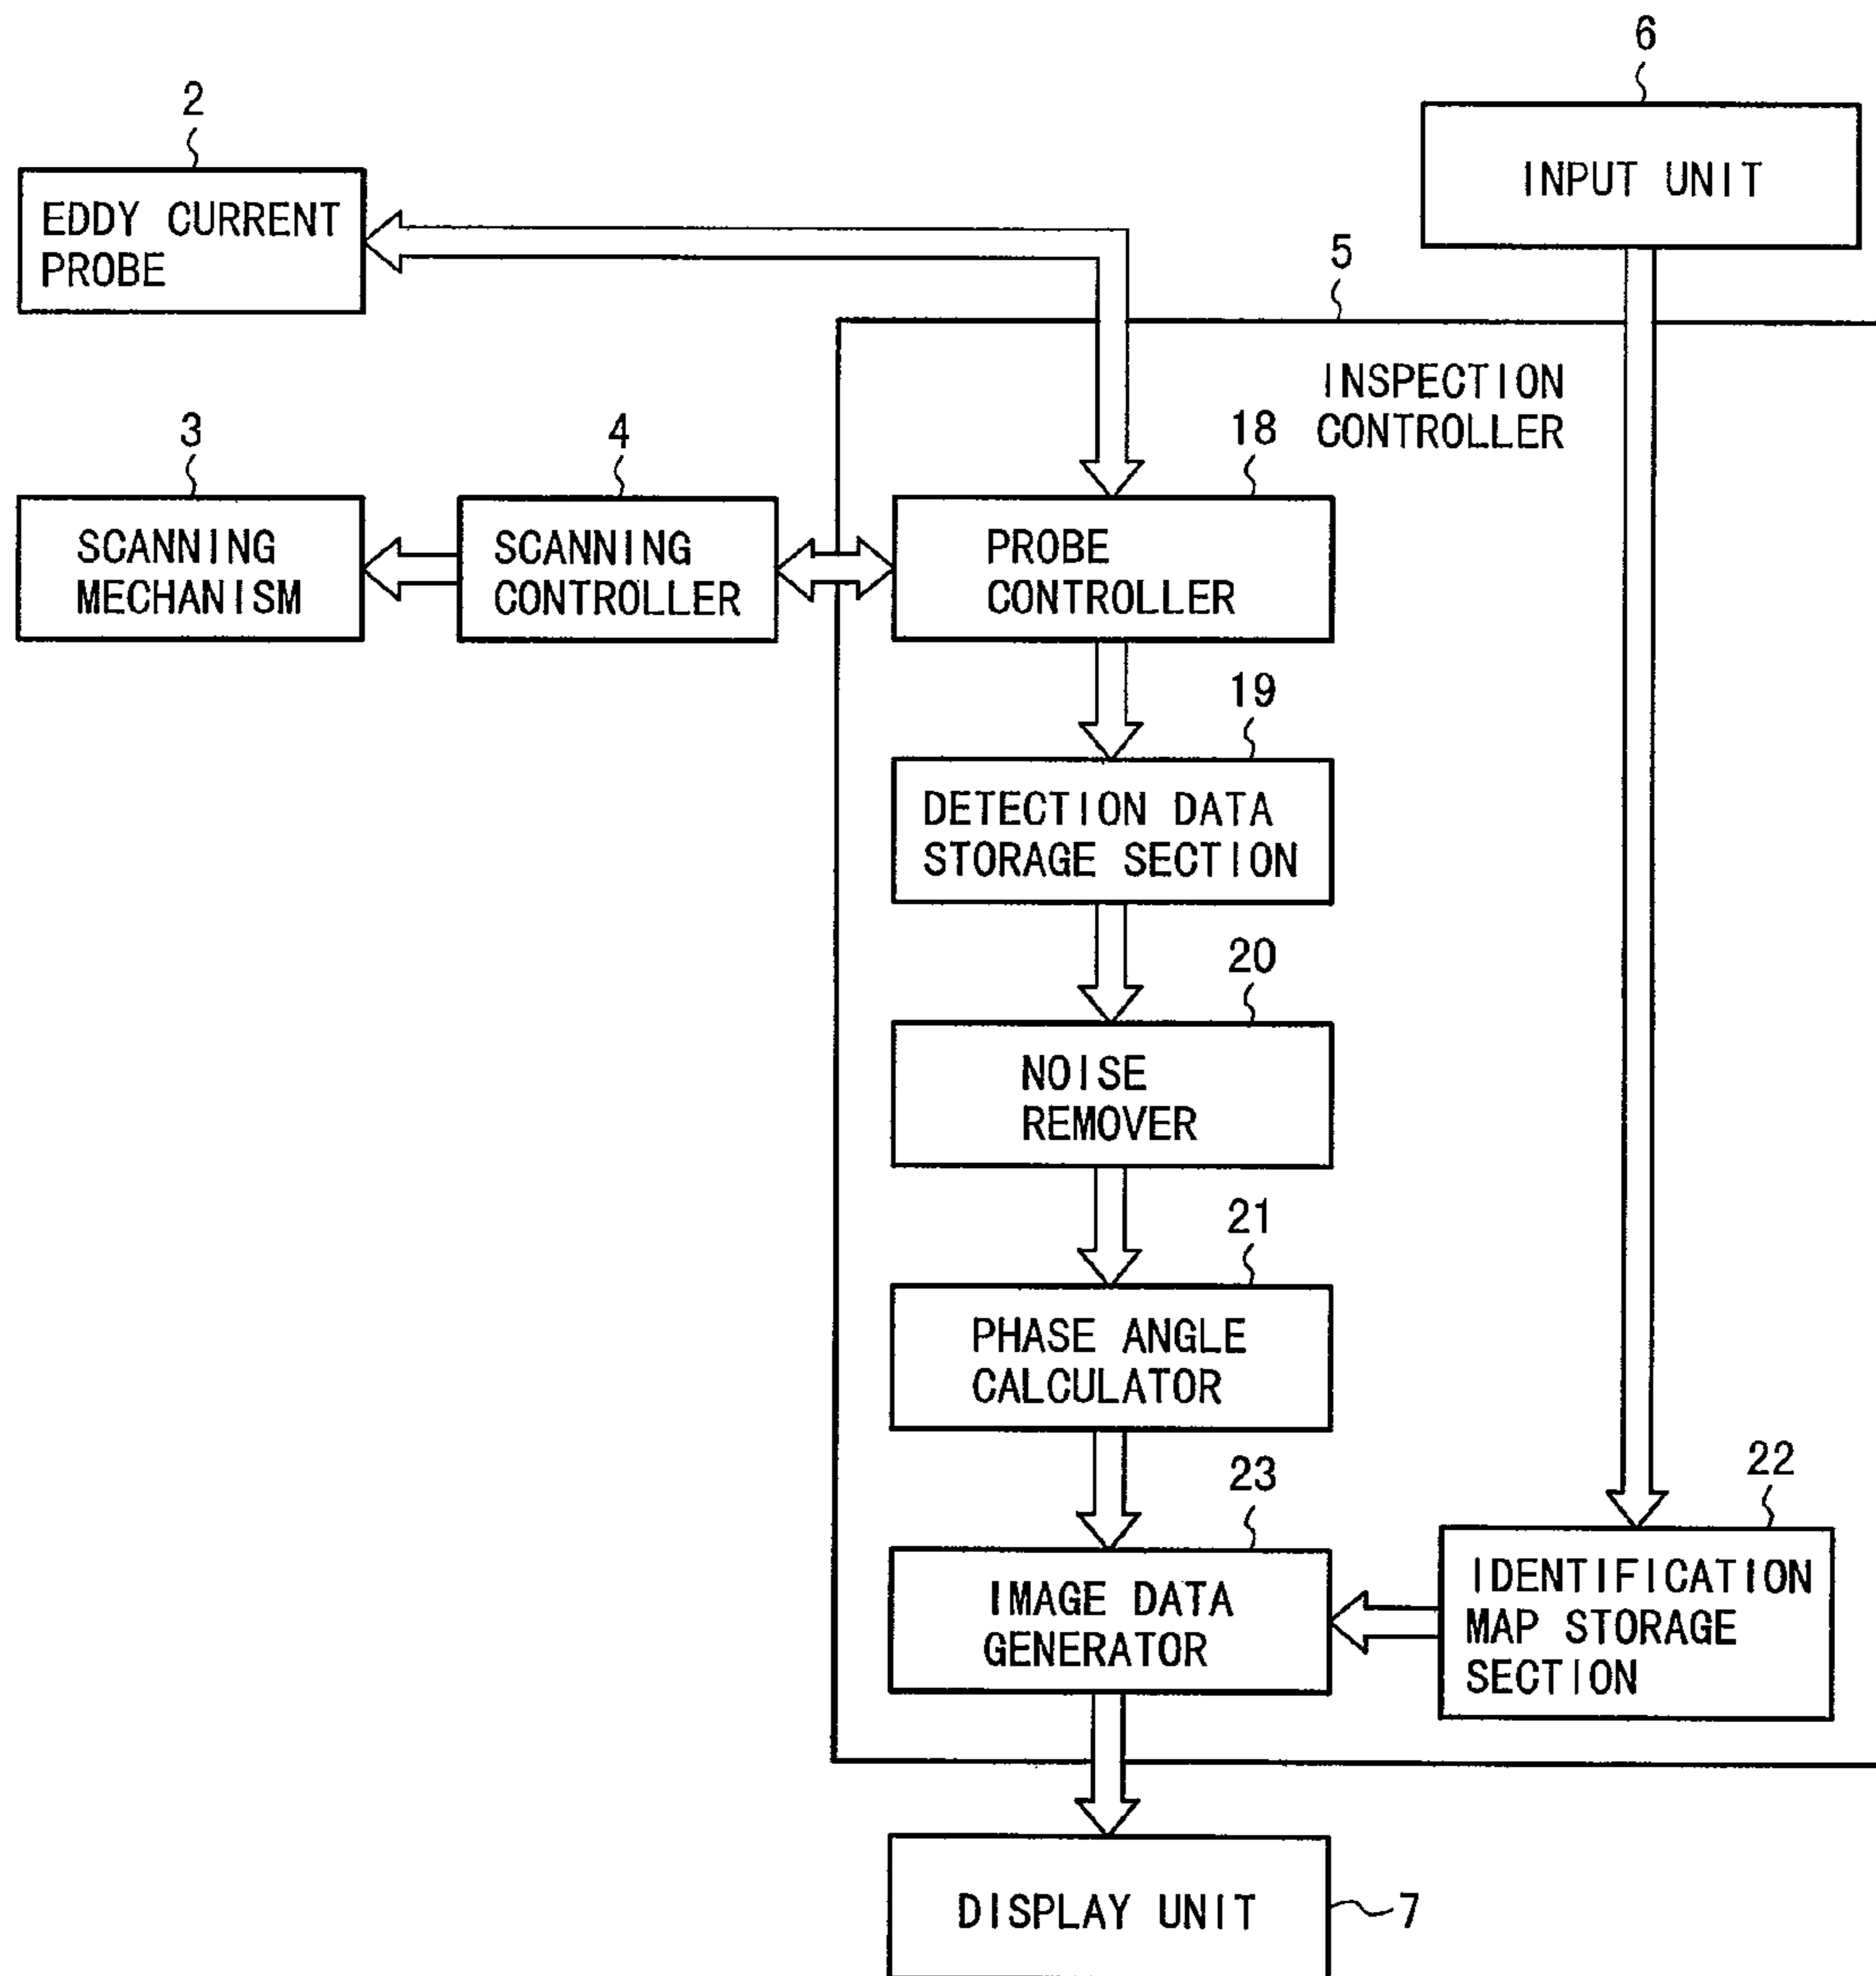 6
2
INPUT UNIT
EDDY CURRENT
PROBE
5
INSPECTION
CONTROLLER
3
4
18
SCANNING
MECHANISM
SCANNING
CONTROLLER
PROBE
CONTROLLER
19
DETECTION DATA
STORAGE SECTION
20
NOISE
REMOVER
21
PHASE ANGLE
CALCULATOR
23
22
IMAGE DATA
GENERATOR
IDENTIFICATION
MAP STORAGE
SECTION
DISPLAY UNIT
7